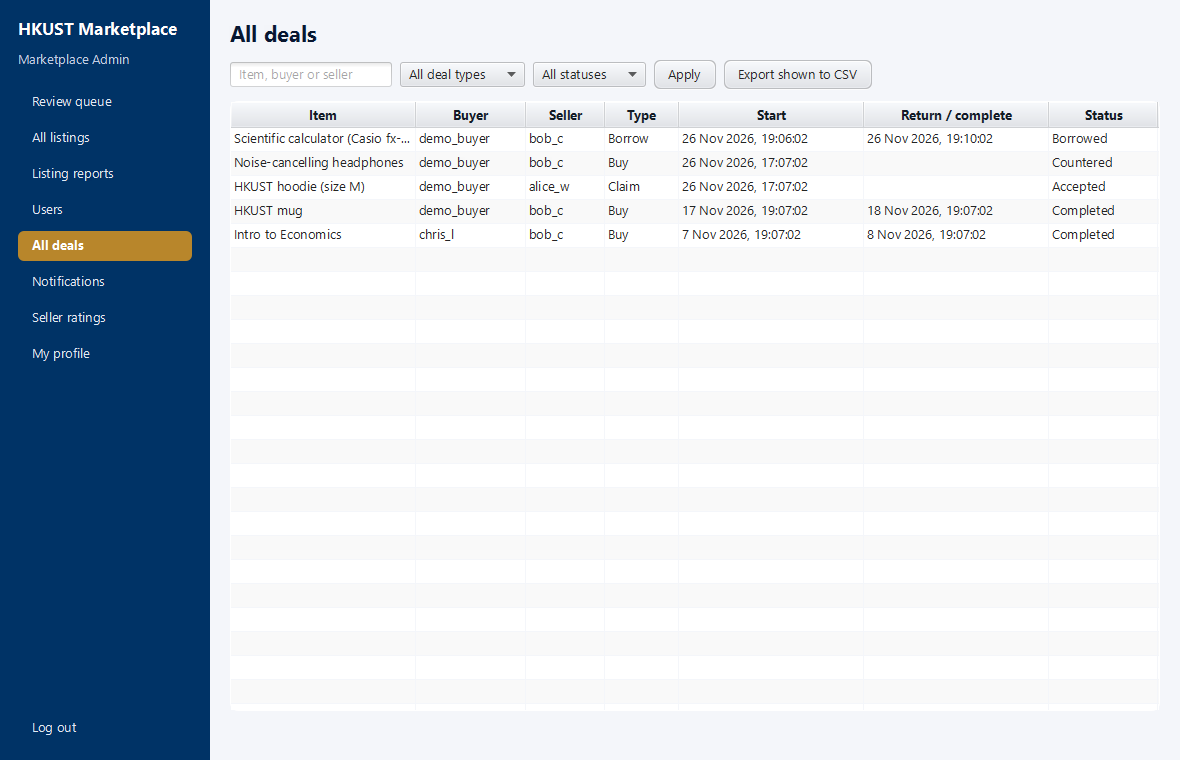 HKUST Marketplace
Marketplace Admin
Review queue
All listings
Listing reports
Users
All deals
Notifications
Seller ratings
My profile
Log out
All deals
Item, buyer or seller All deal types All statuses Apply Export shown to CSV
Item Buyer Seller Type Start Return / complete Status
Scientific calculator (Casio fx-... demo_buyer bob_c Borrow 26 Nov 2026, 19:06:02 26 Nov 2026, 19:10:02 Borrowed
Noise-cancelling headphones demo_buyer bob_c Buy 26 Nov 2026, 17:07:02 Countered
HKUST hoodie (size M) demo_buyer alice_w Claim 26 Nov 2026, 17:07:02 Accepted
HKUST mug demo_buyer bob_c Buy 17 Nov 2026, 19:07:02 18 Nov 2026, 19:07:02 Completed
Intro to Economics chris_l bob_c Buy 7 Nov 2026, 19:07:02 8 Nov 2026, 19:07:02 Completed